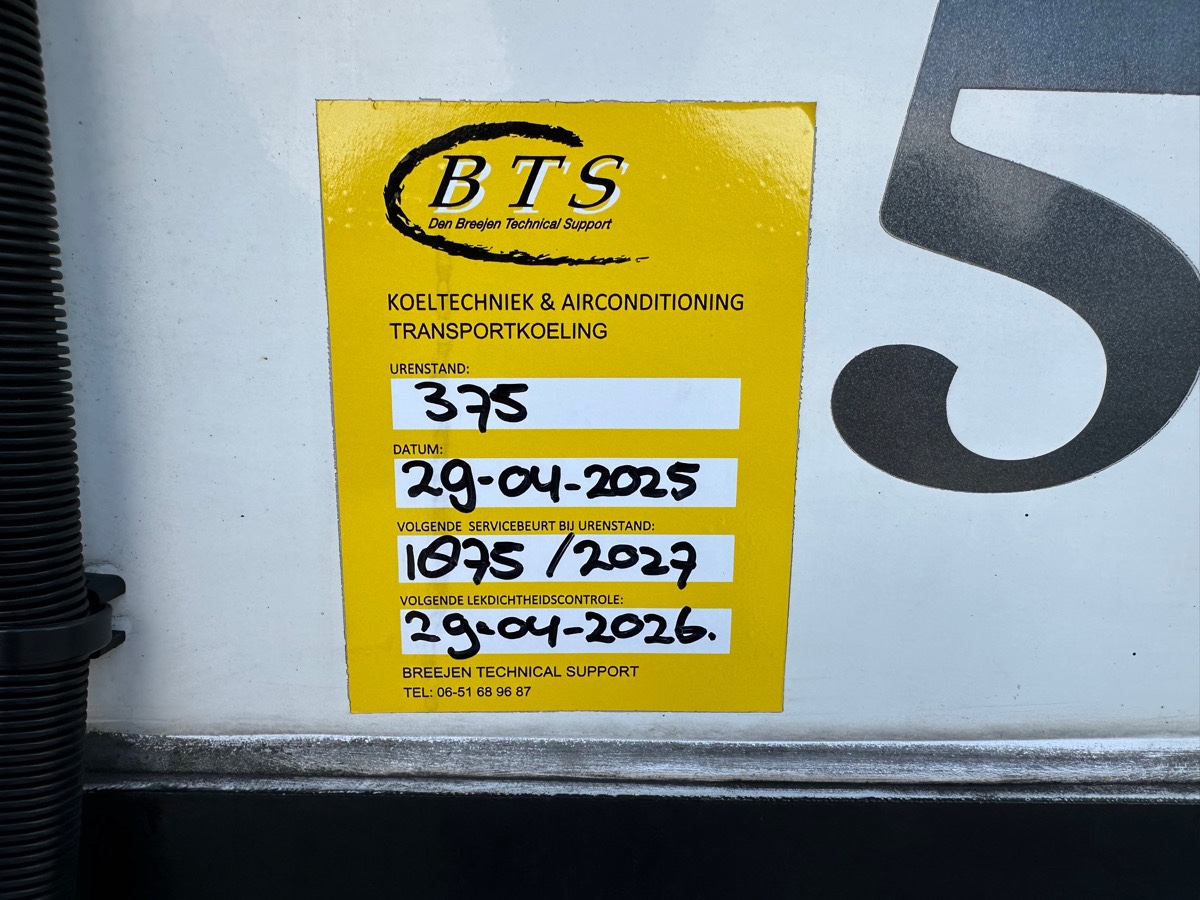 BTS
Den Breejen Technical Support
KOELTECHNIEK & AIRCONDITIONING
TRANSPORTKOELING
URENSTAND:
375
DATUM:
29-04-2025
VOLGENDE SERVICEBEURT BIJ URENSTAND:
1075 / 2027
VOLGENDE LEKDICHTHEIDSCONTROLE:
29-04-2026.
BREEJEN TECHNICAL SUPPORT
TEL: 06-51 68 96 87
5